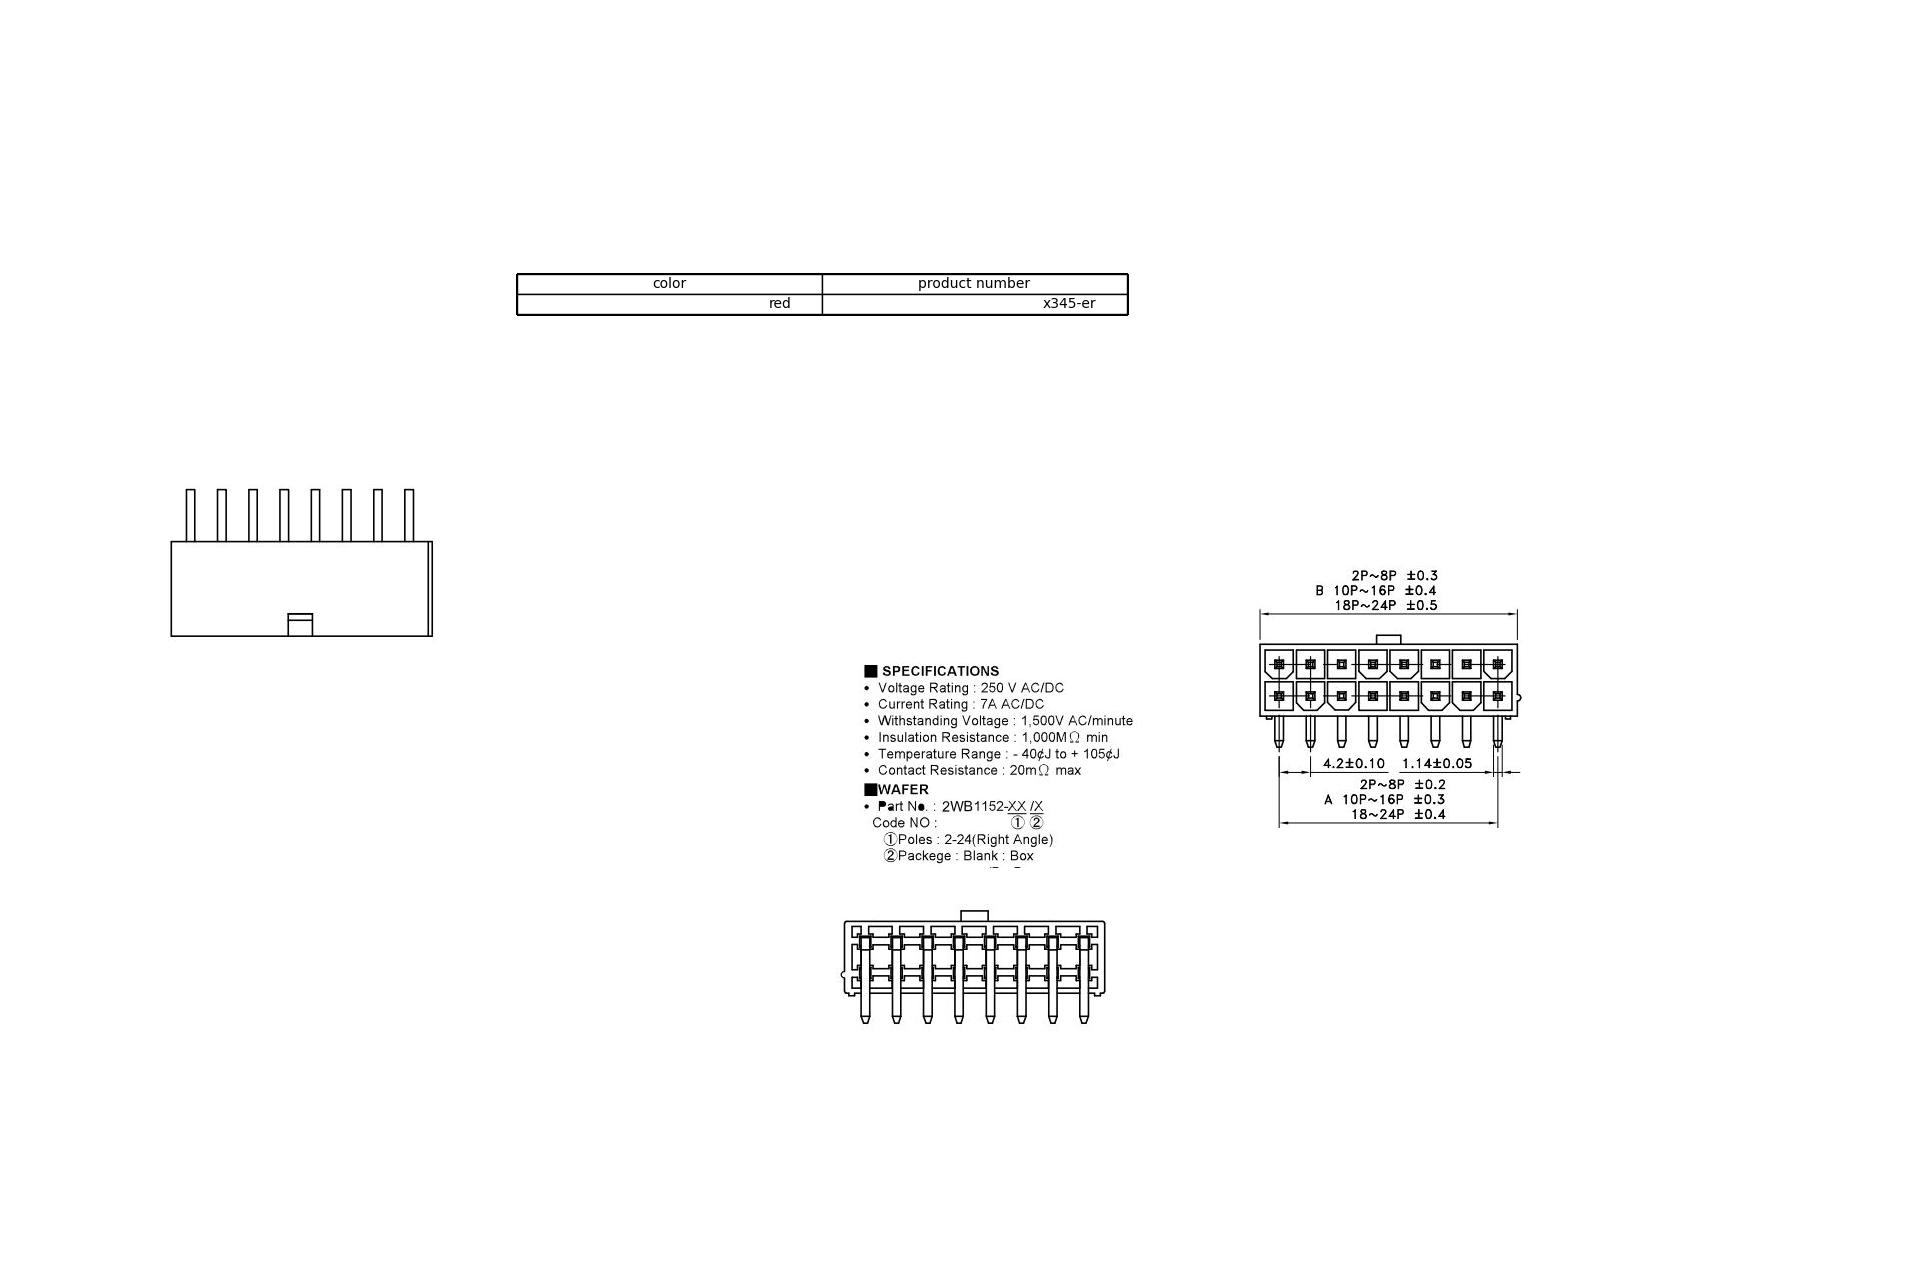 color product number
red x345-er
2P~8P ±0.3
B 10P~16P ±0.4
18P~24P ±0.5
■ SPECIFICATIONS
• Voltage Rating : 250 V AC/DC
• Current Rating : 7A AC/DC
• Withstanding Voltage : 1,500V AC/minute
• Insulation Resistance : 1,000MΩ min
• Temperature Range : - 40¢J to + 105¢J
• Contact Resistance : 20mΩ max
■WAFER
• Part No. : 2WB1152-XX /X
Code NO : ① ②
①Poles : 2-24(Right Angle)
②Packege : Blank : Box
4.2±0.10 1.14±0.05
2P~8P ±0.2
A 10P~16P ±0.3
18~24P ±0.4